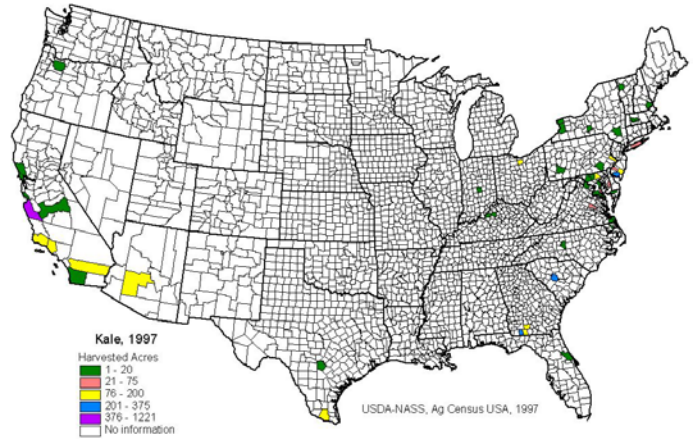 Kale, 1997
Harvested Acres
1 - 20
21 - 75
76 - 200
201 - 375
376 - 1221
No information
USDA-NASS, Ag Census USA, 1997